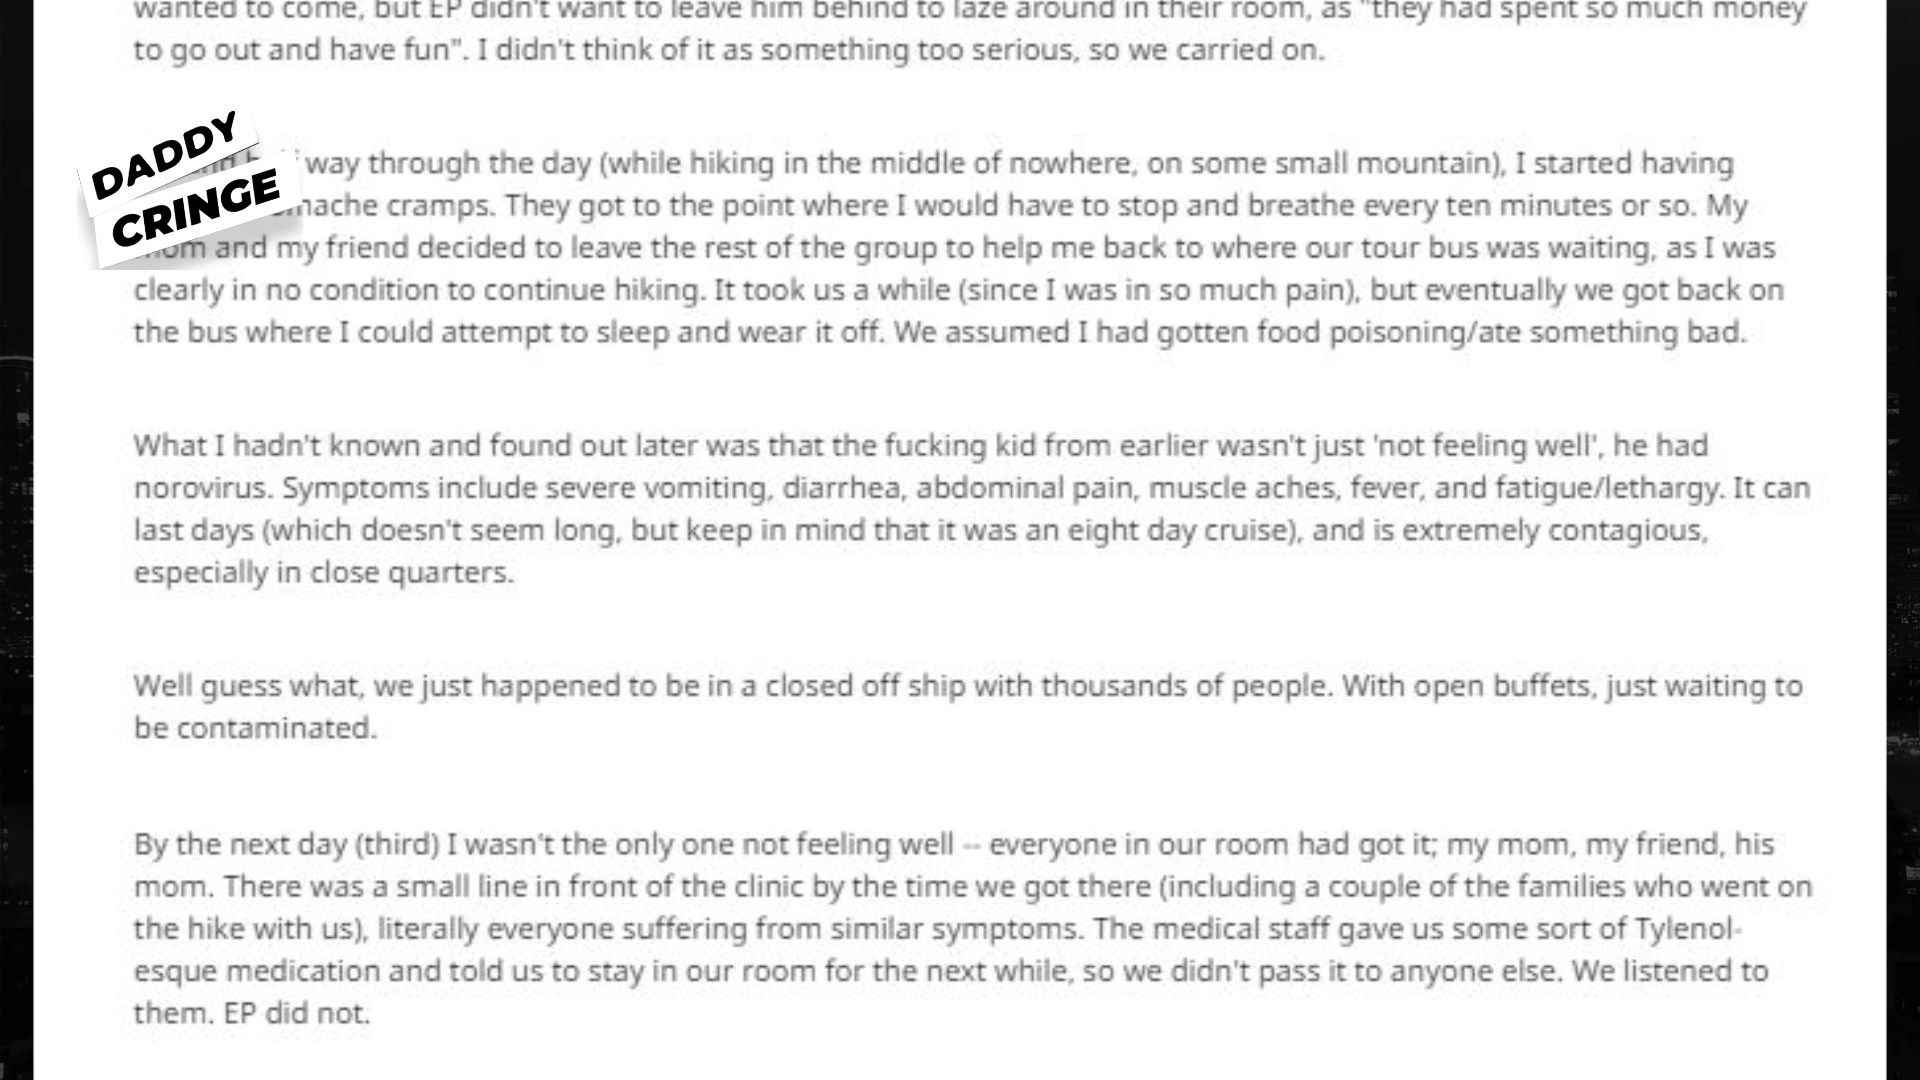 wanted to come, but EP didn't want to leave him behind to laze around in their room, as "they had spent so much money
to go out and have fun". I didn't think of it as something too serious, so we carried on.
DADDY
CRINGE
way through the day (while hiking in the middle of nowhere, on some small mountain), I started having
cramps. They got to the point where I would have to stop and breathe every ten minutes or so. My
mom and my friend decided to leave the rest of the group to help me back to where our tour bus was waiting, as I was
clearly in no condition to continue hiking. It took us a while (since I was in so much pain), but eventually we got back on
the bus where I could attempt to sleep and wear it off. We assumed I had gotten food poisoning/ate something bad.
What I hadn't known and found out later was that the fucking kid from earlier wasn't just 'not feeling well', he had
norovirus. Symptoms include severe vomiting, diarrhea, abdominal pain, muscle aches, fever, and fatigue/lethargy. It can
last days (which doesn't seem long, but keep in mind that it was an eight day cruise), and is extremely contagious,
especially in close quarters.
Well guess what, we just happened to be in a closed off ship with thousands of people. With open buffets, just waiting to
be contaminated.
By the next day (third) I wasn't the only one not feeling well -- everyone in our room had got it; my mom, my friend, his
mom. There was a small line in front of the clinic by the time we got there (including a couple of the families who went on
the hike with us), literally everyone suffering from similar symptoms. The medical staff gave us some sort of Tylenol-
esque medication and told us to stay in our room for the next while, so we didn't pass it to anyone else. We listened to
them. EP did not.